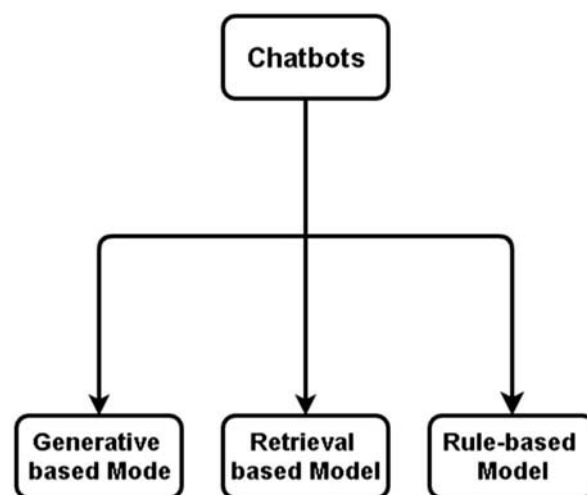 Chatbots
Generative
based Mode
Retrieval
based Model
Rule-based
Model